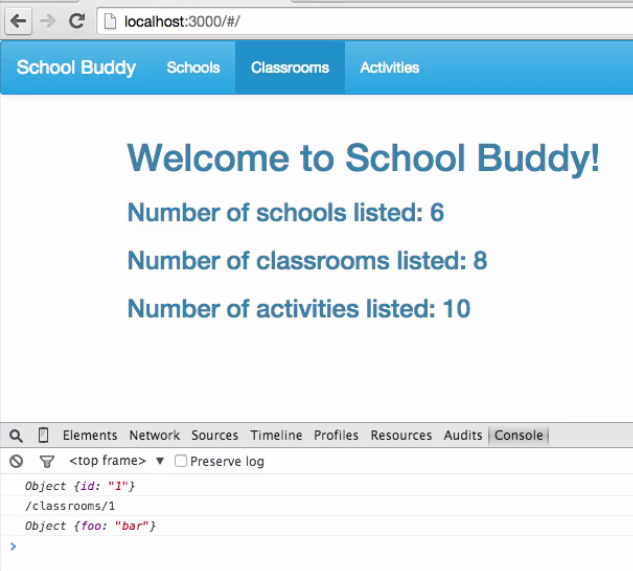 localhost:3000/#/
School Buddy Schools Classrooms Activities
Welcome to School Buddy!
Number of schools listed: 6
Number of classrooms listed: 8
Number of activities listed: 10
Elements Network Sources Timeline Profiles Resources Audits Console
<top frame> ▼ Preserve log
Object {id: "1"}
/classrooms/1
Object {foo: "bar"}
>